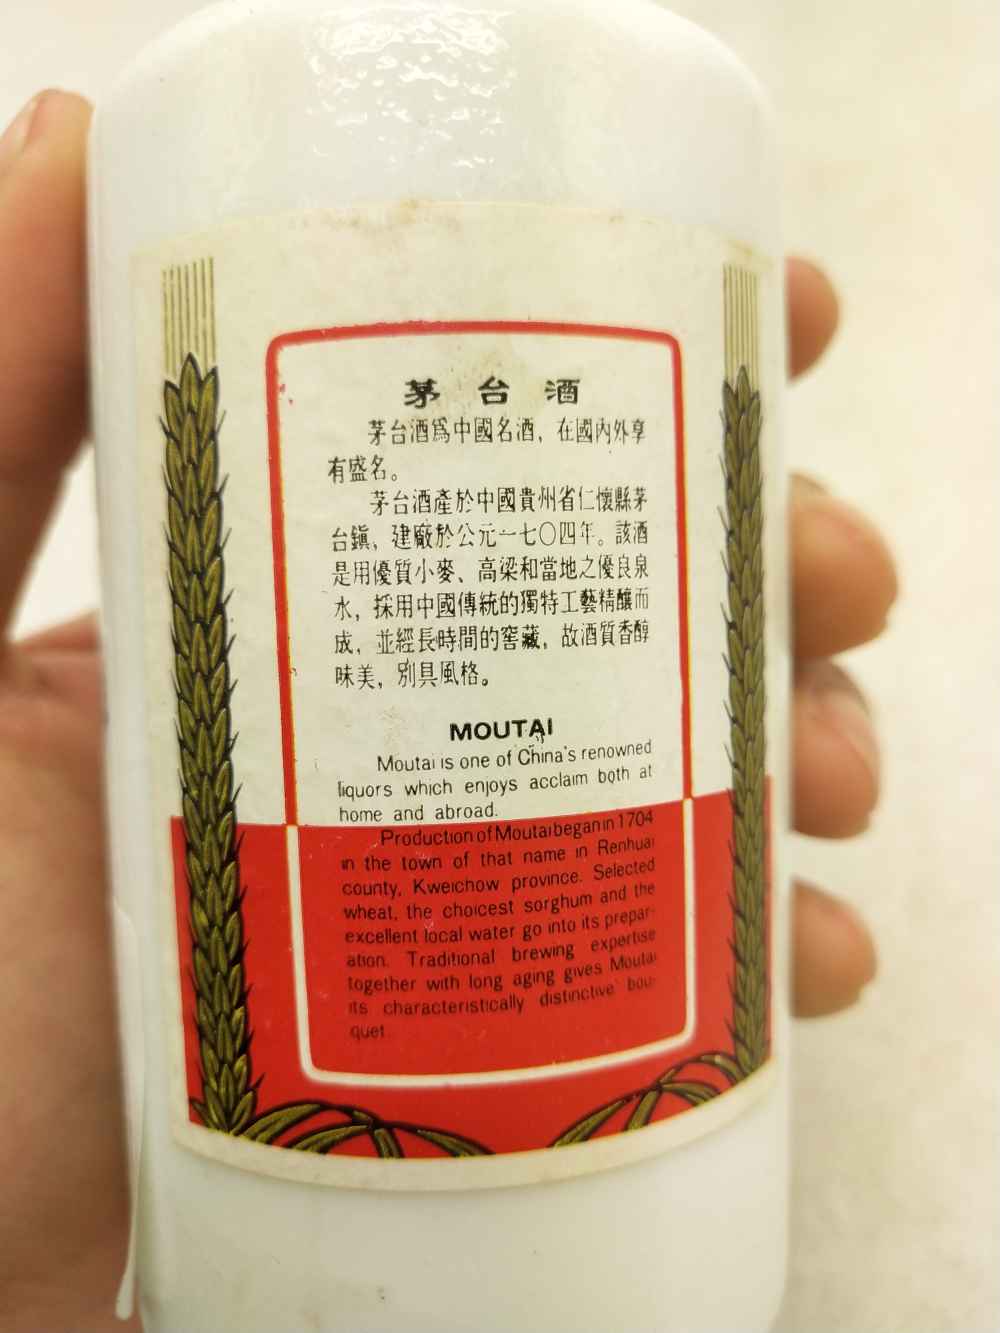 茅台酒
茅台酒爲中國名酒，在國內外享
有盛名。
茅台酒產於中國貴州省仁懷縣茅
台鎭，建廠於公元一七〇四年。該酒
是用優質小麥、高梁和當地之優良泉
水，採用中國傳統的獨特工藝精釀而
成，並經長時間的窖藏，故酒質香醇
味美，別具風格。
MOUTAI
Moutai is one of China's renowned
liquors which enjoys acclaim both at
home and abroad.
Production of Moutai began in 1704
in the town of that name in Renhuai
county, Kweichow province. Selected
wheat, the choicest sorghum and the
excellent local water go into its prepar-
ation. Traditional brewing expertise
together with long aging gives Moutai
its characteristically distinctive bou-
quet.